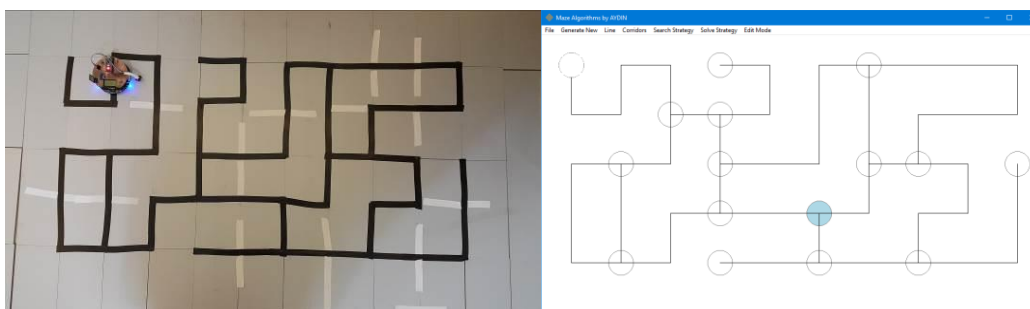 Maze Algorithms by AYDIN
File Generate New Line Corridors Search Strategy Solve Strategy Edit Mode